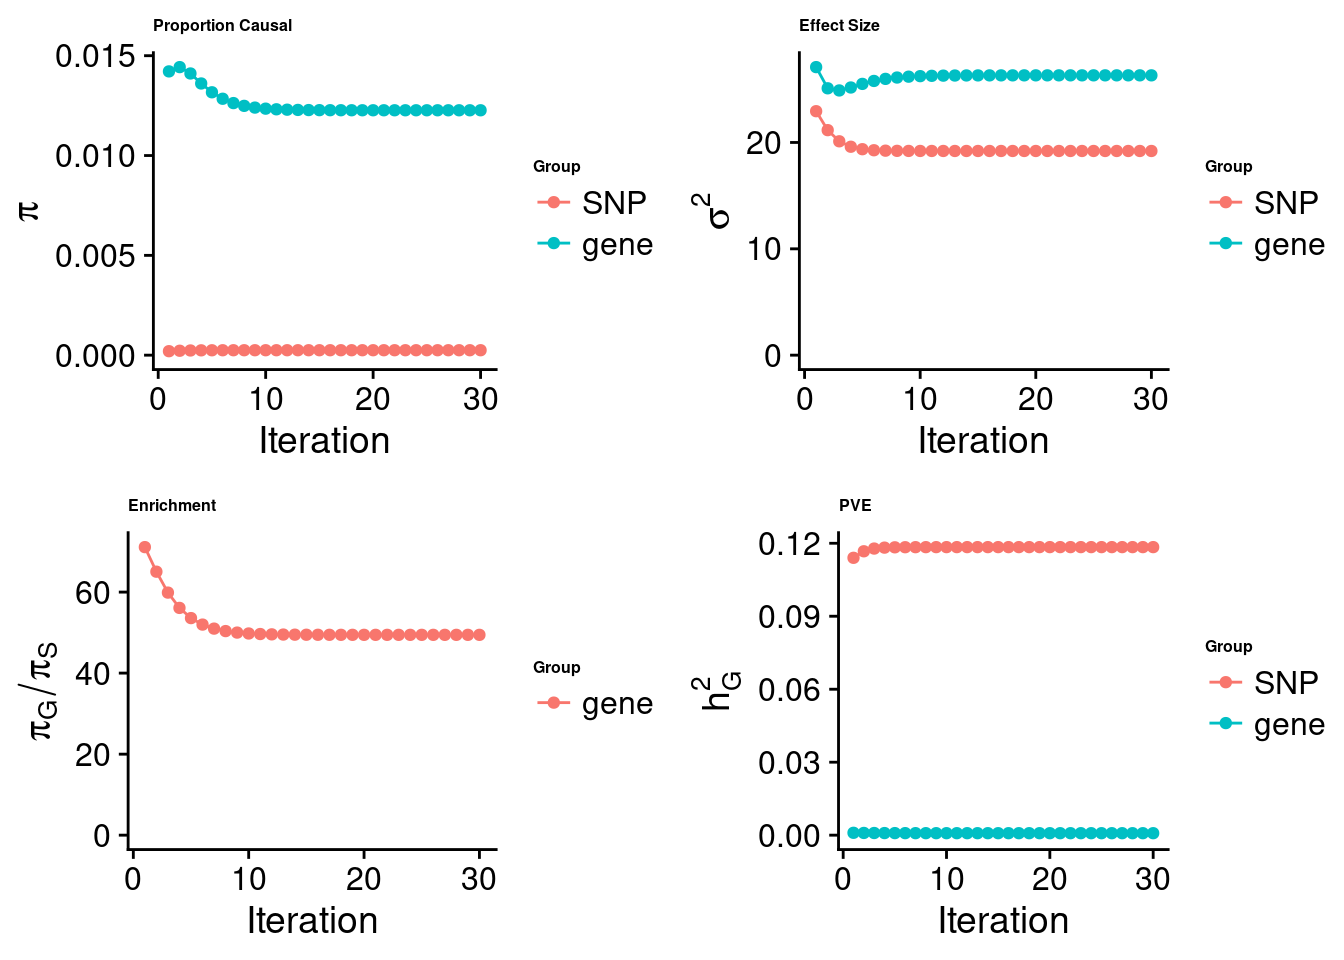 Proportion Causal
0.015
0.010
0.005
0.000
π
0
10
20
30
Iteration
Group
SNP
gene
Effect Size
20
10
0
σ²
0
10
20
30
Iteration
Group
SNP
gene
Enrichment
60
40
20
0
π_G/π_S
0
10
20
30
Iteration
Group
gene
PVE
0.12
0.09
0.06
0.03
0.00
h²_G
0
10
20
30
Iteration
Group
SNP
gene